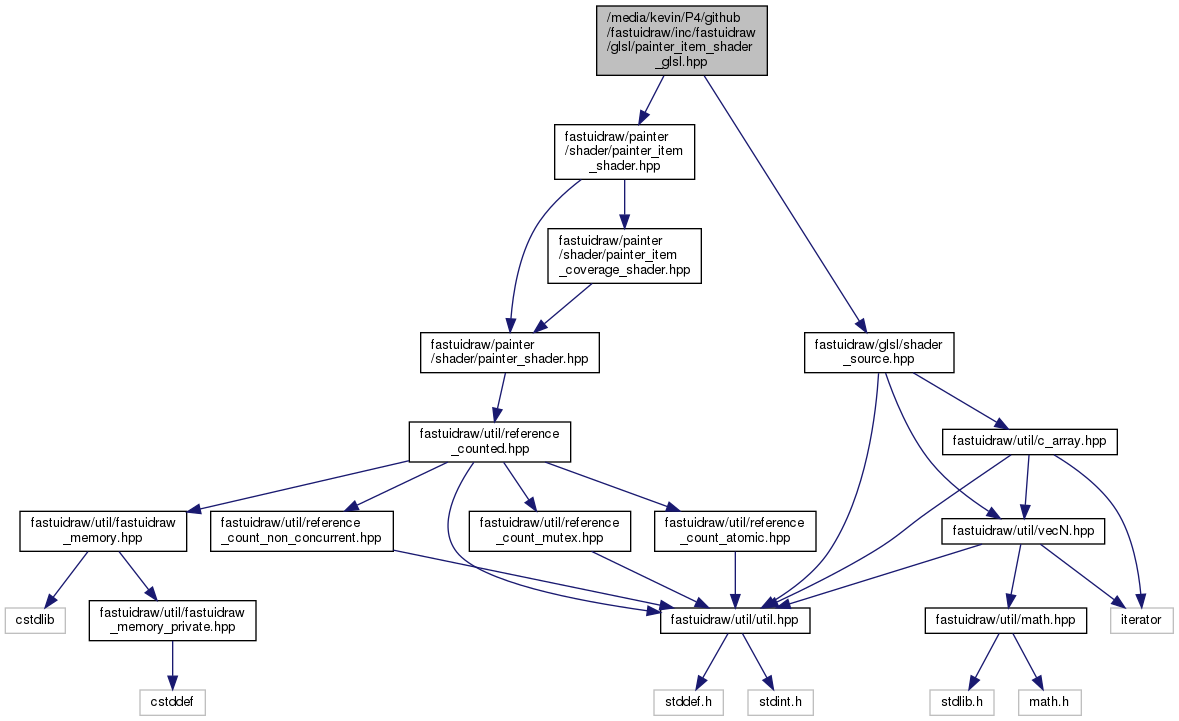 /media/kevin/P4/github
/fastuidraw/inc/fastuidraw
/glsl/painter_item_shader
_glsl.hpp
fastuidraw/painter
/shader/painter_item
_shader.hpp
fastuidraw/painter
/shader/painter_item
_coverage_shader.hpp
fastuidraw/painter
/shader/painter_shader.hpp
fastuidraw/glsl/shader
_source.hpp
fastuidraw/util/reference
_counted.hpp
fastuidraw/util/c_array.hpp
fastuidraw/util/fastuidraw
_memory.hpp
fastuidraw/util/reference
_count_non_concurrent.hpp
fastuidraw/util/reference
_count_mutex.hpp
fastuidraw/util/reference
_count_atomic.hpp
fastuidraw/util/vecN.hpp
cstdlib
fastuidraw/util/fastuidraw
_memory_private.hpp
fastuidraw/util/util.hpp
fastuidraw/util/math.hpp
iterator
cstddef
stddef.h
stdint.h
stdlib.h
math.h